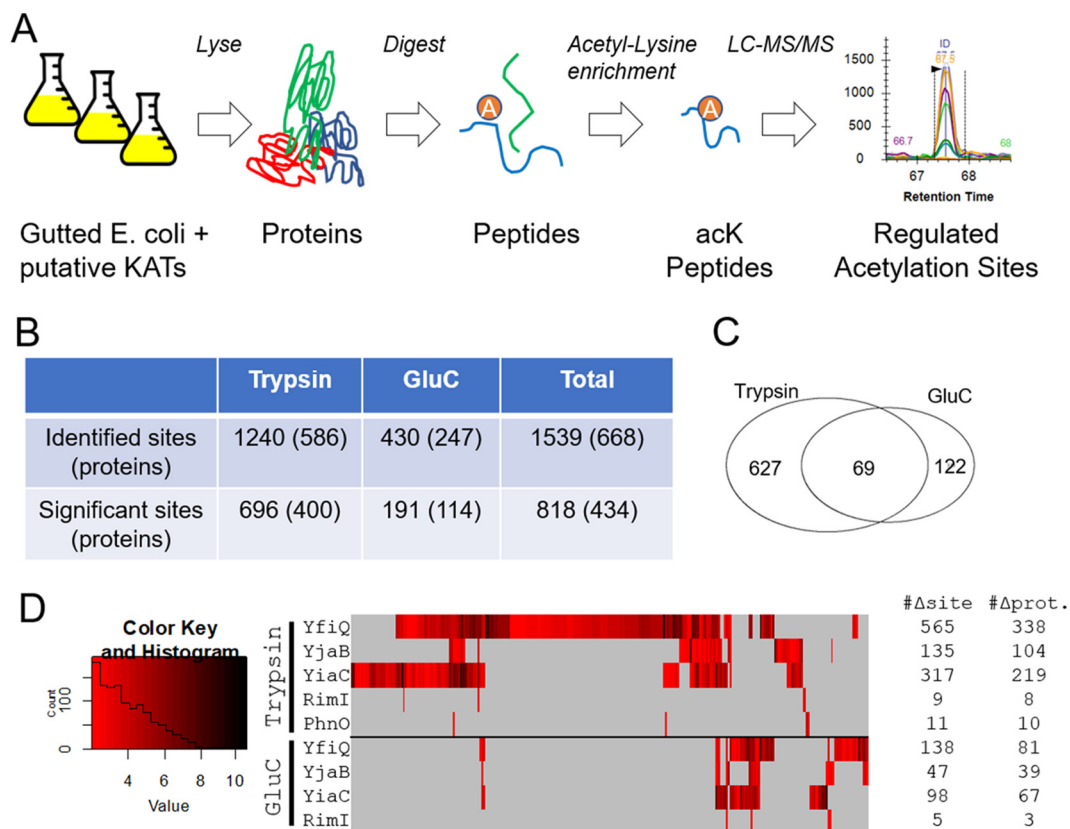 A
Lyse
Digest
Acetyl-Lysine
enrichment
LC-MS/MS
A
A
ID
1500
1000
500
0
66.7
68
67
68
Retention Time
Gutted E. coli +
putative KATs
Proteins
Peptides
acK
Peptides
Regulated
Acetylation Sites
B
Trypsin GluC Total
Identified sites
(proteins)
1240 (586) 430 (247) 1539 (668)
Significant sites
(proteins)
696 (400) 191 (114) 818 (434)
C
Trypsin
GluC
627 69 122
D
Color Key
and Histogram
Count
0 100
4 6 8 10
Value
#Δsite #Δprot.
Trypsin
YfiQ 565 338
YjaB 135 104
YiaC 317 219
RimI 9 8
PhnO 11 10
GluC
YfiQ 138 81
YjaB 47 39
YiaC 98 67
RimI 5 3